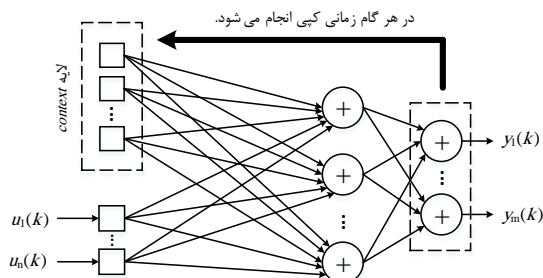 در هر گام زمانی کپی انجام می شود.
لایه context
...
y₁(k)
u₁(k)
...
...
yₘ(k)
uₙ(k)
...